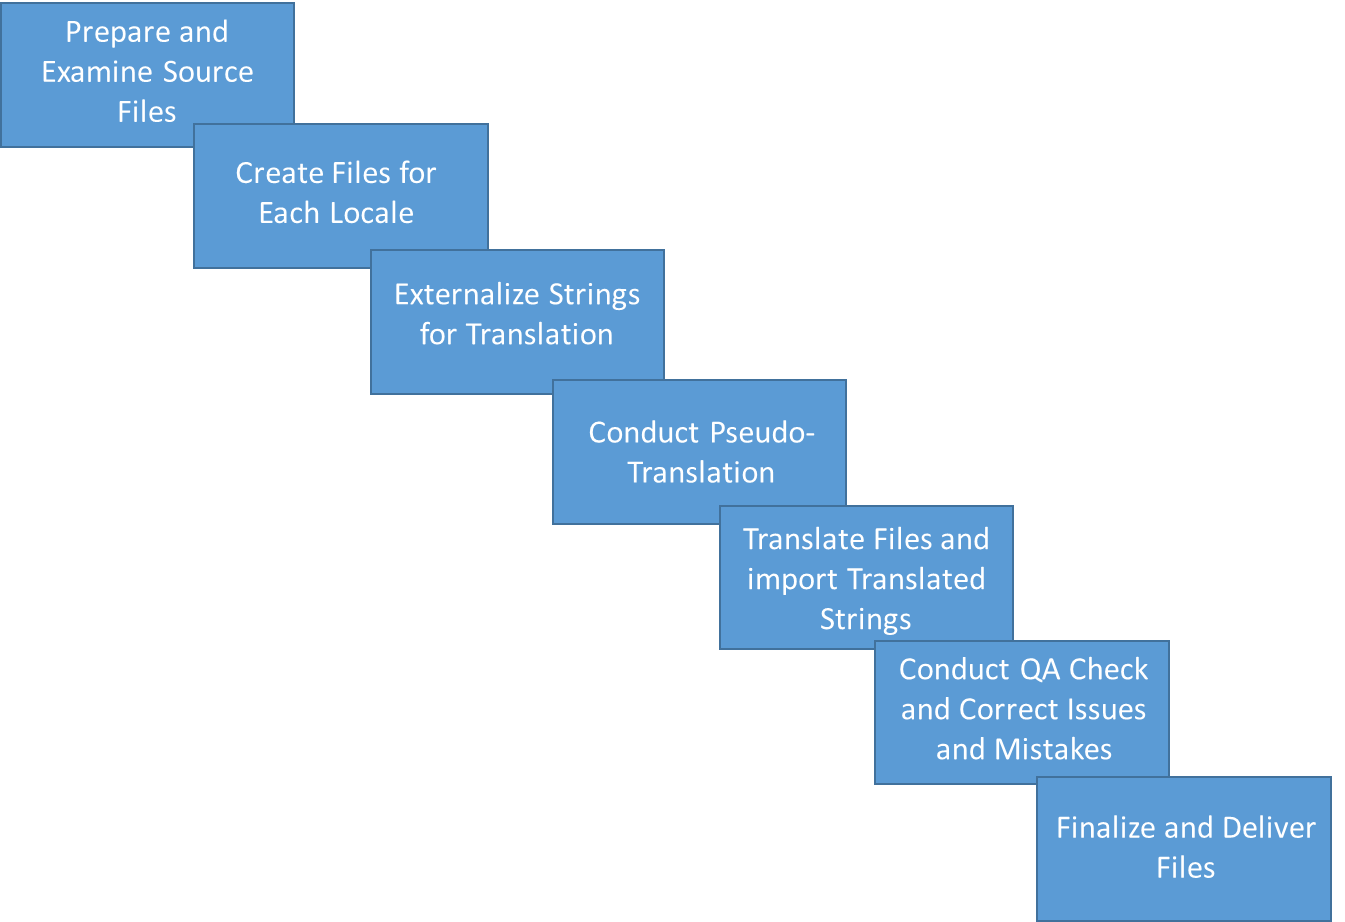 Prepare and
Examine Source
Files
Create Files for
Each Locale
Externalize Strings
for Translation
Conduct Pseudo-
Translation
Translate Files and
import Translated
Strings
Conduct QA Check
and Correct Issues
and Mistakes
Finalize and Deliver
Files